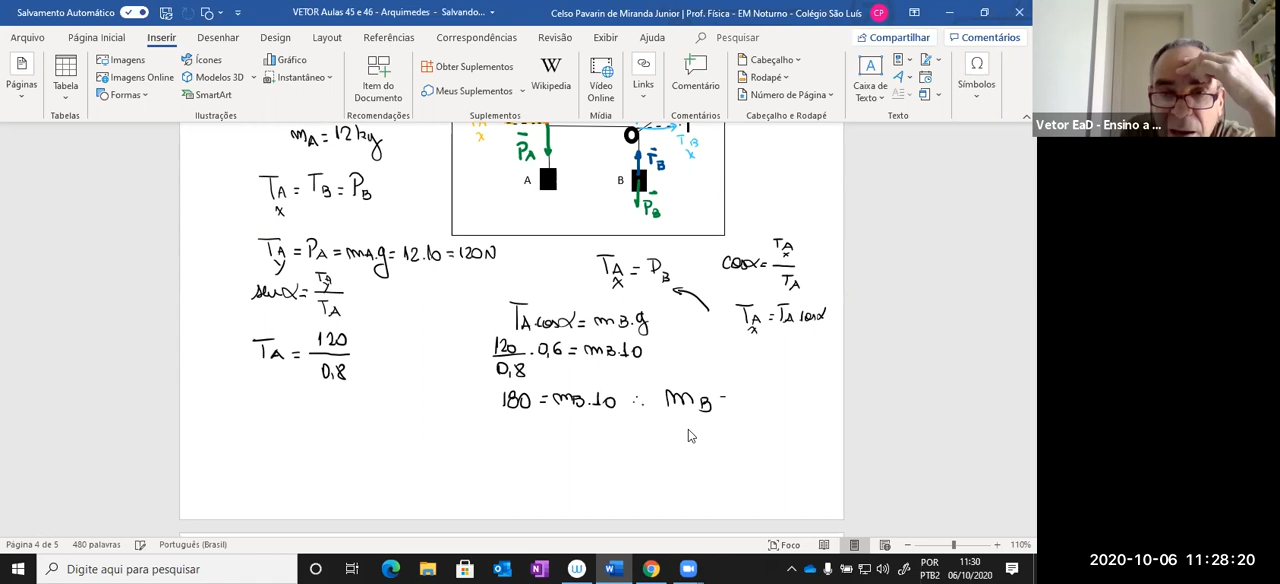 Salvamento Automático
VETOR Aulas 45 e 46 - Arquimedes - Salvando...
Celso Pavarin de Miranda Junior | Prof. Física - EM Noturno - Colégio São Luís
CP
Arquivo Página Inicial Inserir Desenhar Design Layout Referências Correspondências Revisão Exibir Ajuda Pesquisar Compartilhar Comentários
Páginas
Tabela
Imagens
Imagens Online
Formas
Ícones
Modelos 3D
SmartArt
Gráfico
Instantâneo
Item do
Documento
Obter Suplementos
Meus Suplementos
W
Wikipedia
Vídeo
Online
Links
Comentário
Cabeçalho
Rodapé
Número de Página
A
Caixa de
Texto
Ω
Símbolos
Tabelas Ilustrações Recomendações Suplementos Mídia Comentários Cabeçalho e Rodapé Texto
Vetor EaD - Ensino a ...
mA = 12 kg
x
PA
TB
x
TB
A
B
PB
TAx = TB = PB
TAy = PA = mA.g = 12.10 = 120N
senα = TAy/TA
TA = 120/0,8
cosα = TAx/TA
TAx = TA cosα
TA cosα = mB.g
120/0,8 . 0,6 = mB.10
180 = mB.10 ∴ mB -
Página 4 de 5 480 palavras Português (Brasil) Foco 110%
Digite aqui para pesquisar
POR
PTB2
11:30
06/10/2020
2020-10-06 11:28:20